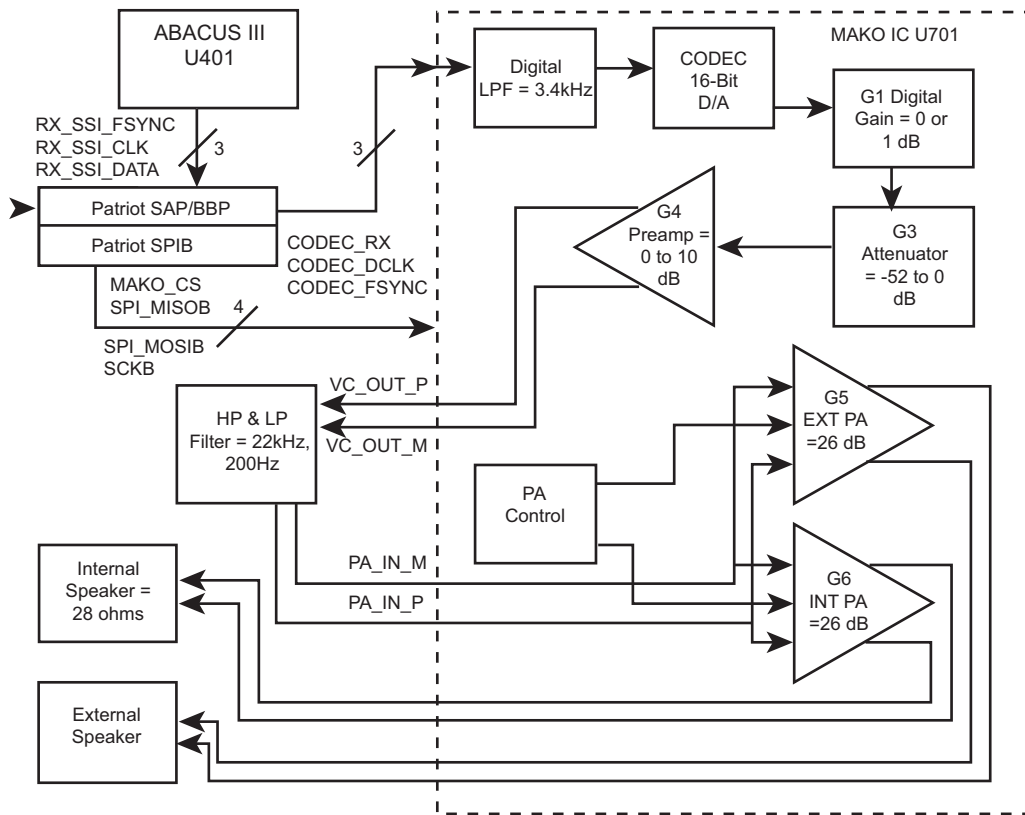 ABACUS III
U401
MAKO IC U701
Digital
LPF = 3.4kHz
CODEC
16-Bit
D/A
G1 Digital
Gain = 0 or
1 dB
RX_SSI_FSYNC
RX_SSI_CLK
RX_SSI_DATA
3
3
Patriot SAP/BBP
Patriot SPIB
CODEC_RX
CODEC_DCLK
CODEC_FSYNC
G4
Preamp =
0 to 10
dB
G3
Attenuator
= -52 to 0
dB
MAKO_CS
SPI_MISOB
4
SPI_MOSIB
SCKB
VC_OUT_P
VC_OUT_M
HP & LP
Filter = 22kHz,
200Hz
G5
EXT PA
=26 dB
PA
Control
PA_IN_M
PA_IN_P
G6
INT PA
=26 dB
Internal
Speaker =
28 ohms
External
Speaker